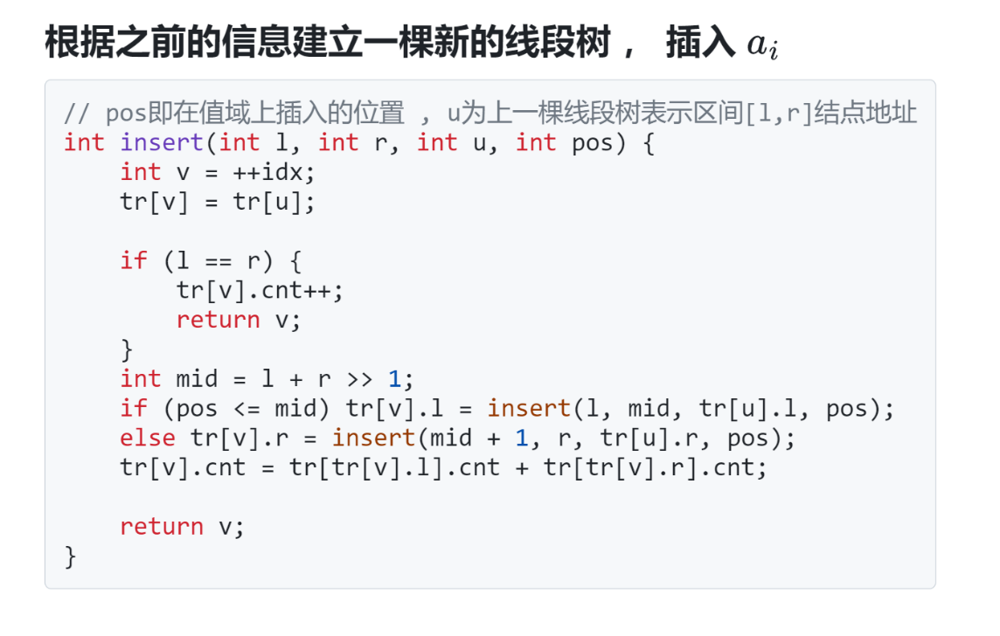 根据之前的信息建立一棵新的线段树， 插入 aᵢ
// pos即在值域上插入的位置 , u为上一棵线段树表示区间[l,r]结点地址
int insert(int l, int r, int u, int pos) {
    int v = ++idx;
    tr[v] = tr[u];

    if (l == r) {
        tr[v].cnt++;
        return v;
    }
    int mid = l + r >> 1;
    if (pos <= mid) tr[v].l = insert(l, mid, tr[u].l, pos);
    else tr[v].r = insert(mid + 1, r, tr[u].r, pos);
    tr[v].cnt = tr[tr[v].l].cnt + tr[tr[v].r].cnt;

    return v;
}